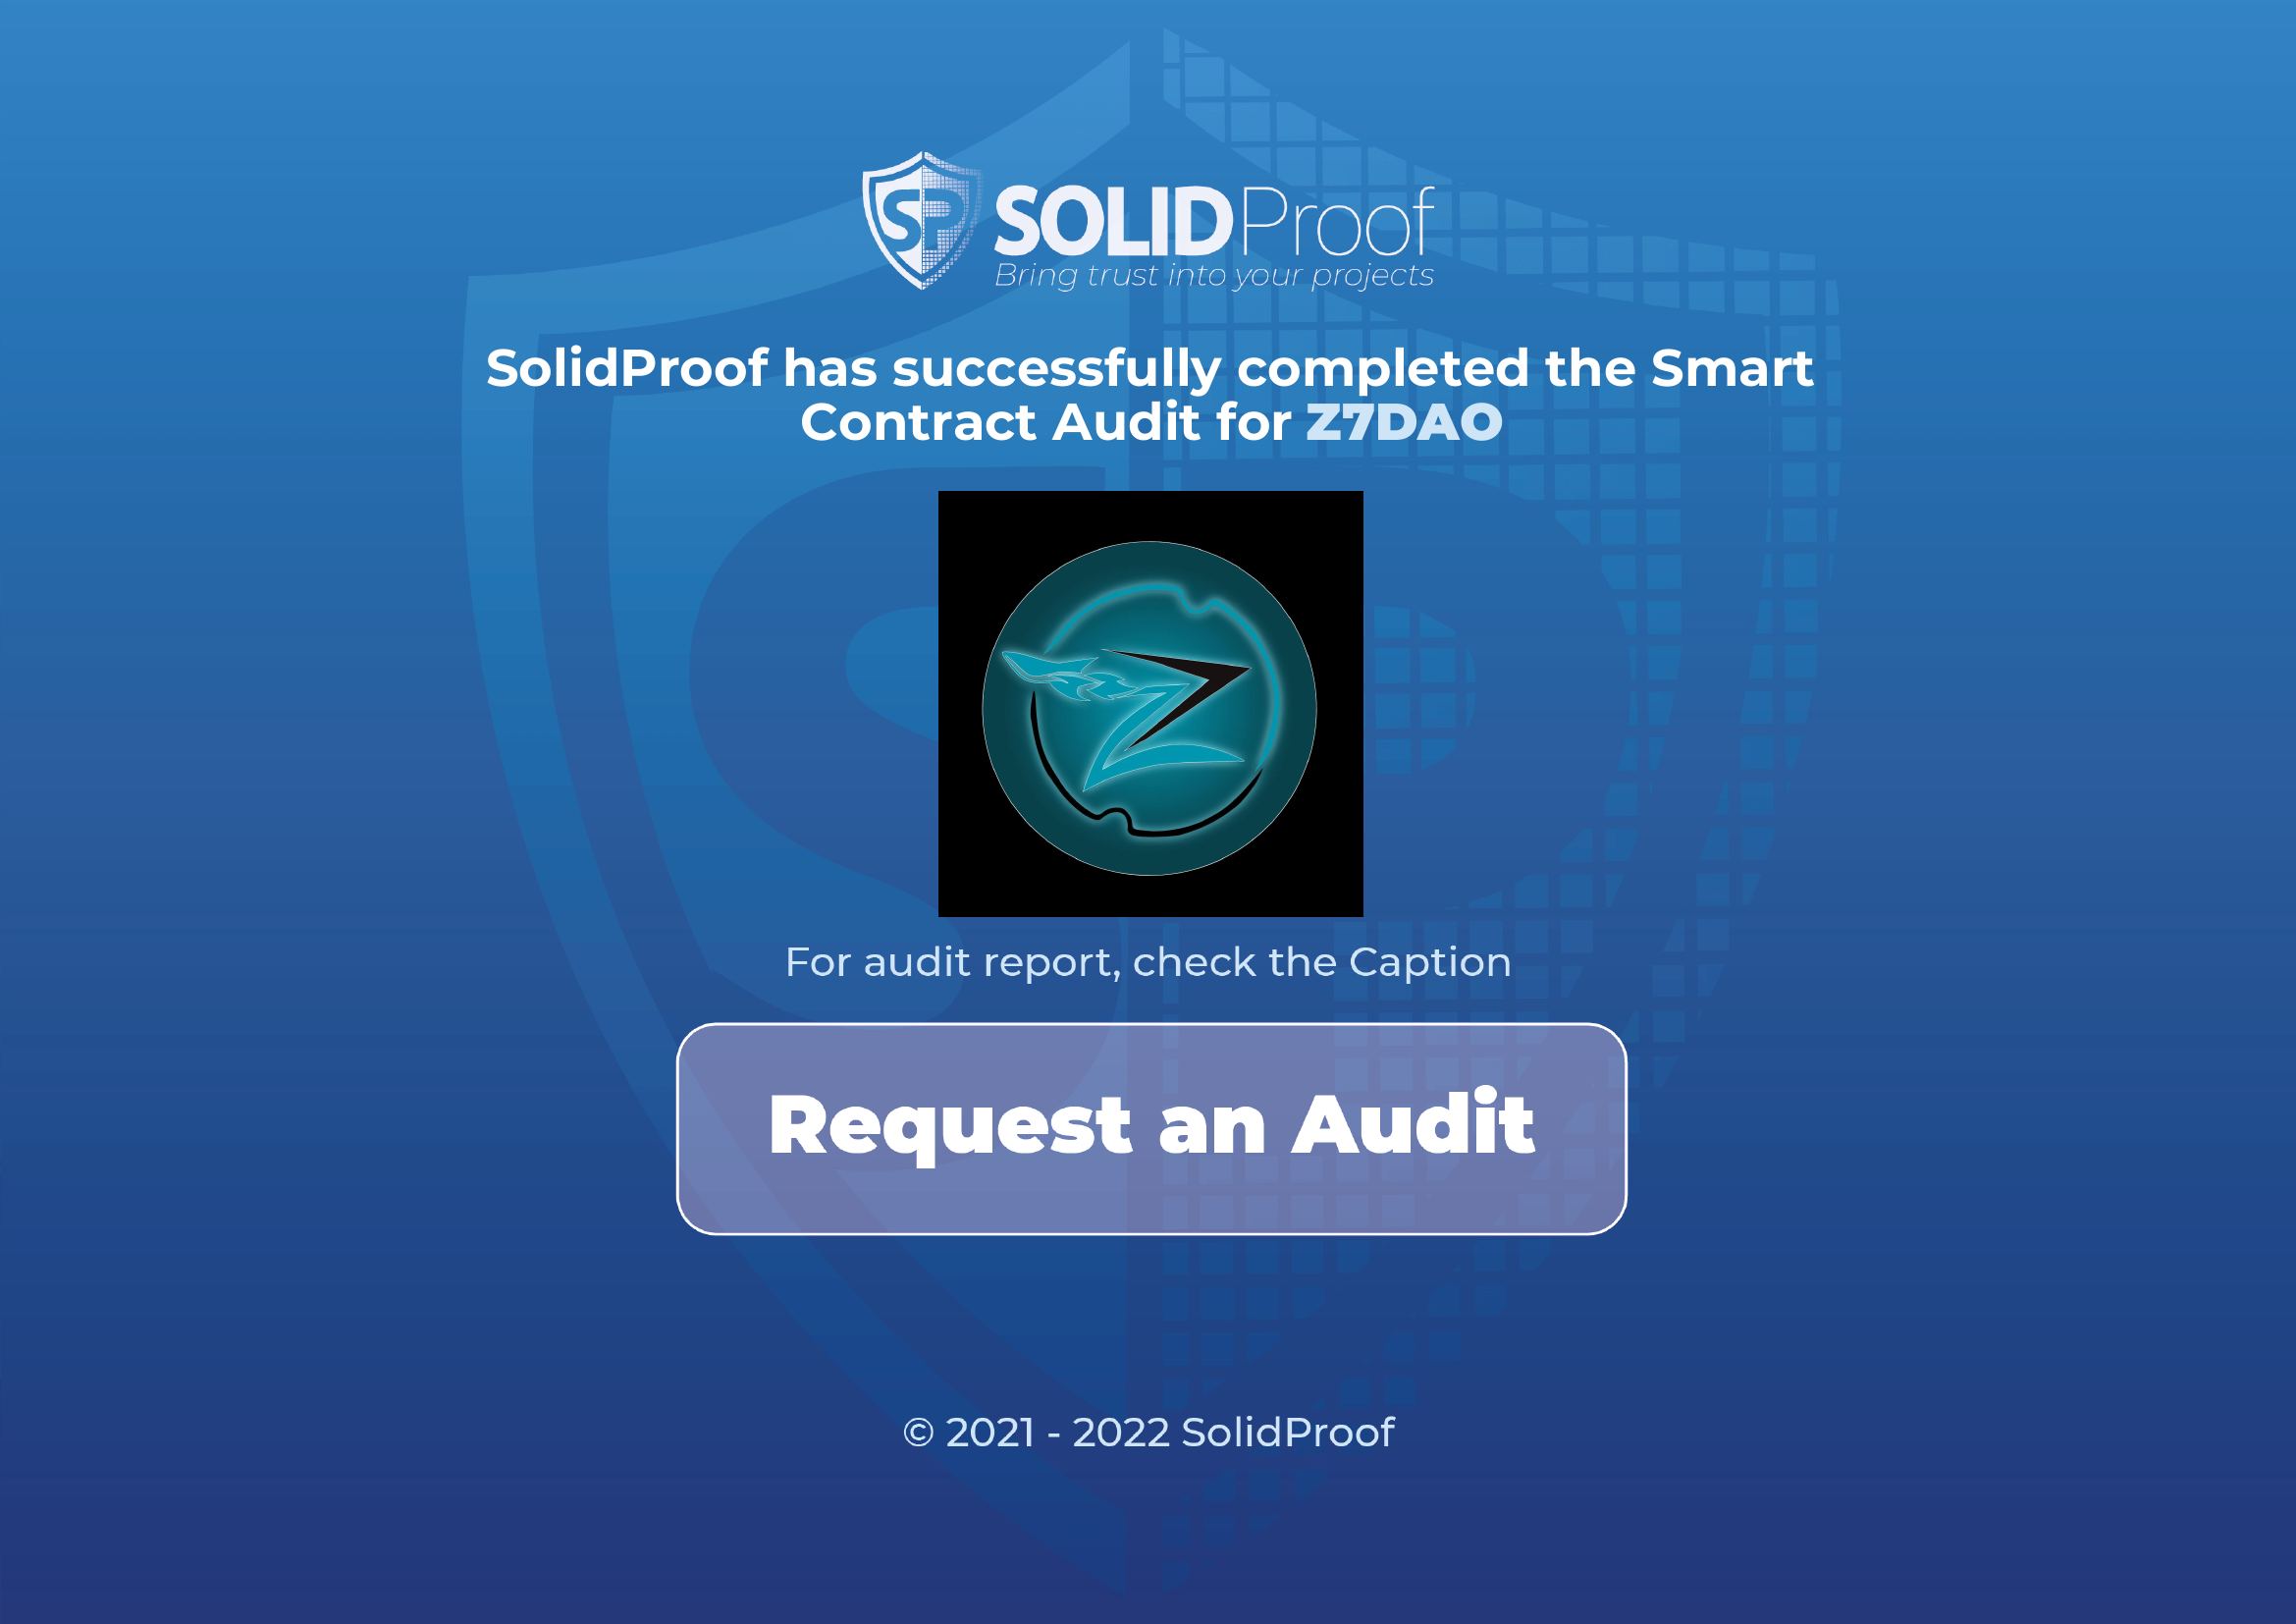 SP SOLIDProof
Bring trust into your projects
SolidProof has successfully completed the Smart
Contract Audit for Z7DAO
Z
For audit report, check the Caption
Request an Audit
© 2021 - 2022 SolidProof